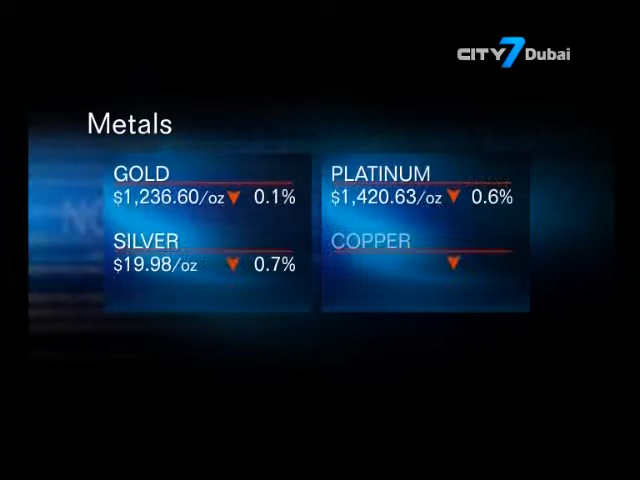 CITY7 Dubai
Metals
GOLD
$1,236.60/oz 0.1%
SILVER
$19.98/oz 0.7%
PLATINUM
$1,420.63/oz 0.6%
COPPER